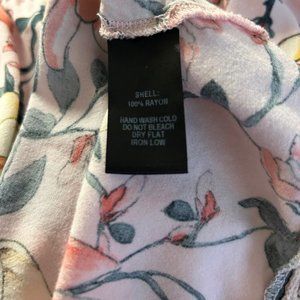 SHELL:
100% RAYON
HAND WASH COLD
DO NOT BLEACH
DRY FLAT
IRON LOW